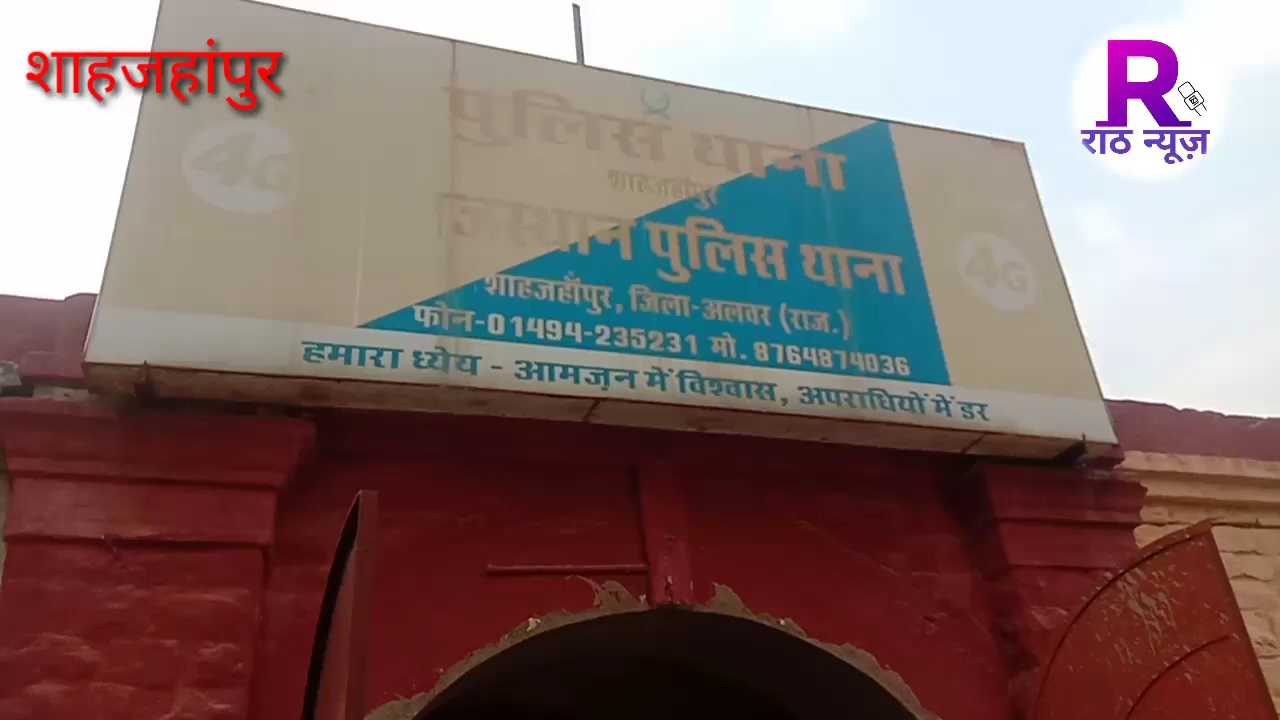 शाहजहांपुर
R
राठ न्यूज़
4G
पुलिस थाना
शाहजहाँपुर
पुलिस थाना
4G
शाहजहाँपुर, जिला-अलवर (राज.)
फोन-01494-235231 मो. 8764874036
हमारा ध्येय - आमजन में विश्वास, अपराधियों में डर